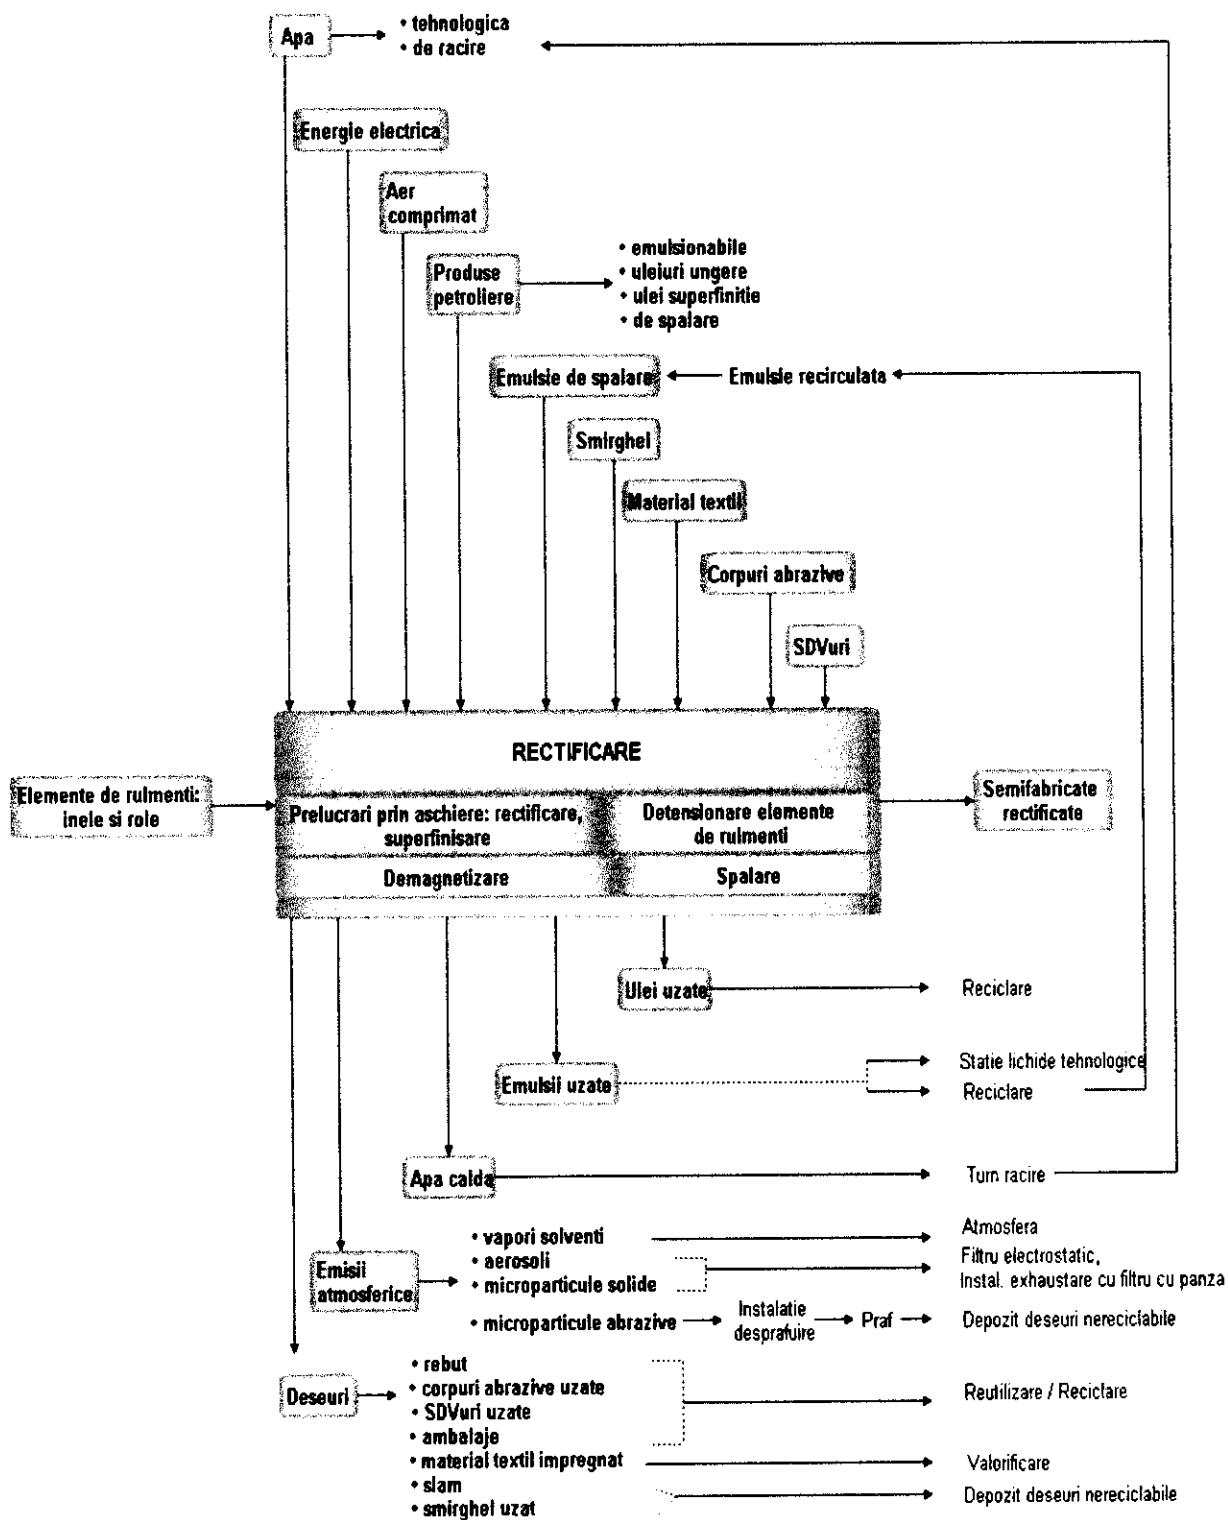 Apa
• tehnologica
• de racire
Energie electrica
Aer
comprimat
Produse
petroliere
• emulsionabile
• uleiuri ungere
• ulei superfinitie
• de spalare
Emulsie de spalare
Emulsie recirculata
Smirghel
Material textil
Corpuri abrazive
SDVuri
RECTIFICARE
Elemente de rulmenti:
inele si role
Prelucrari prin aschiere: rectificare,
superfinisare
Detensionare elemente
de rulmenti
Semifabricate
rectificate
Demagnetizare
Spalare
Ulei uzate
Reciclare
Emulsii uzate
Statie lichide tehnologice
Reciclare
Apa calda
Turn racire
Emisii
atmosferice
• vapori solventi
• aerosoli
• microparticule solide
• microparticule abrazive
Atmosfera
Filtru electrostatic,
Instal. exhaustare cu filtru cu panza
Instalatie
desprafuire
Praf
Depozit deseuri nereciclabile
Deseuri
• rebut
• corpuri abrazive uzate
• SDVuri uzate
• ambalaje
• material textil impregnat
• slam
• smirghel uzat
Reutilizare / Reciclare
Valorificare
Depozit deseuri nereciclabile